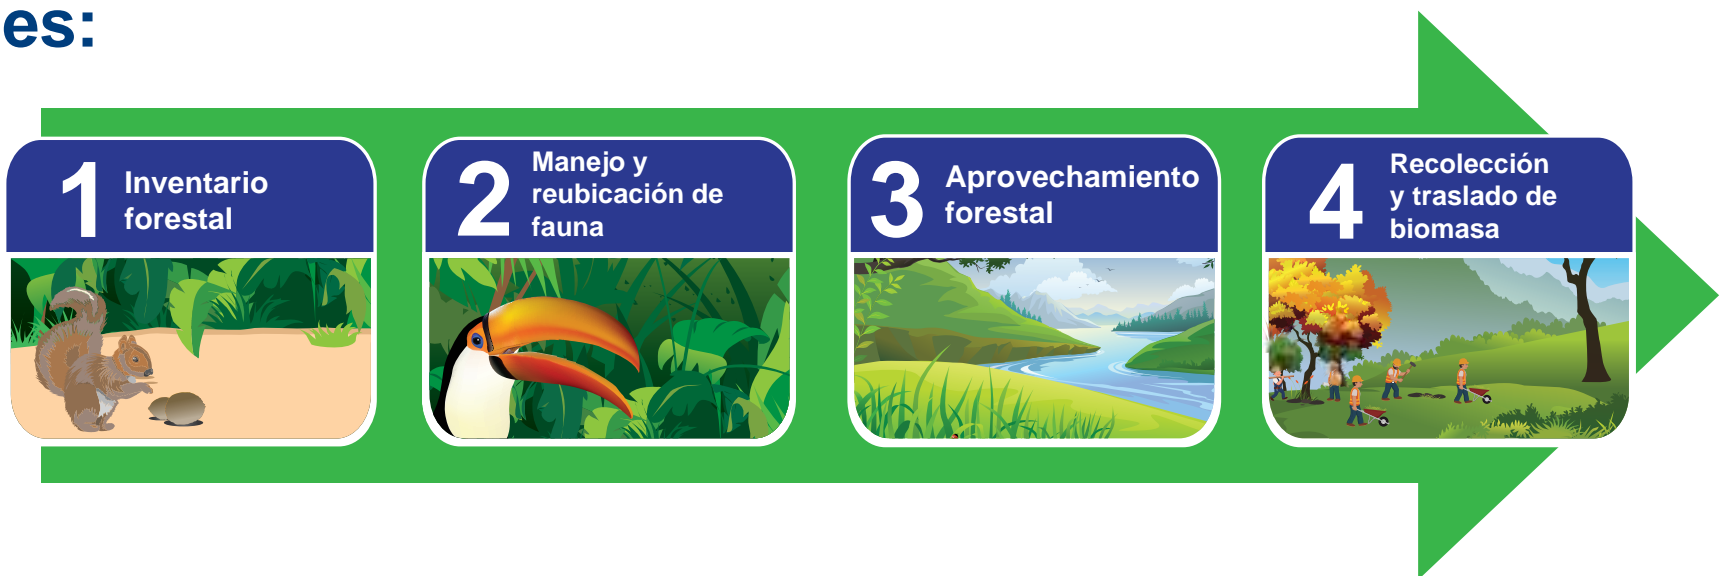 es:
1
Inventario
forestal
2
Manejo y
reubicación de
fauna
3
Aprovechamiento
forestal
4
Recolección
y traslado de
biomasa